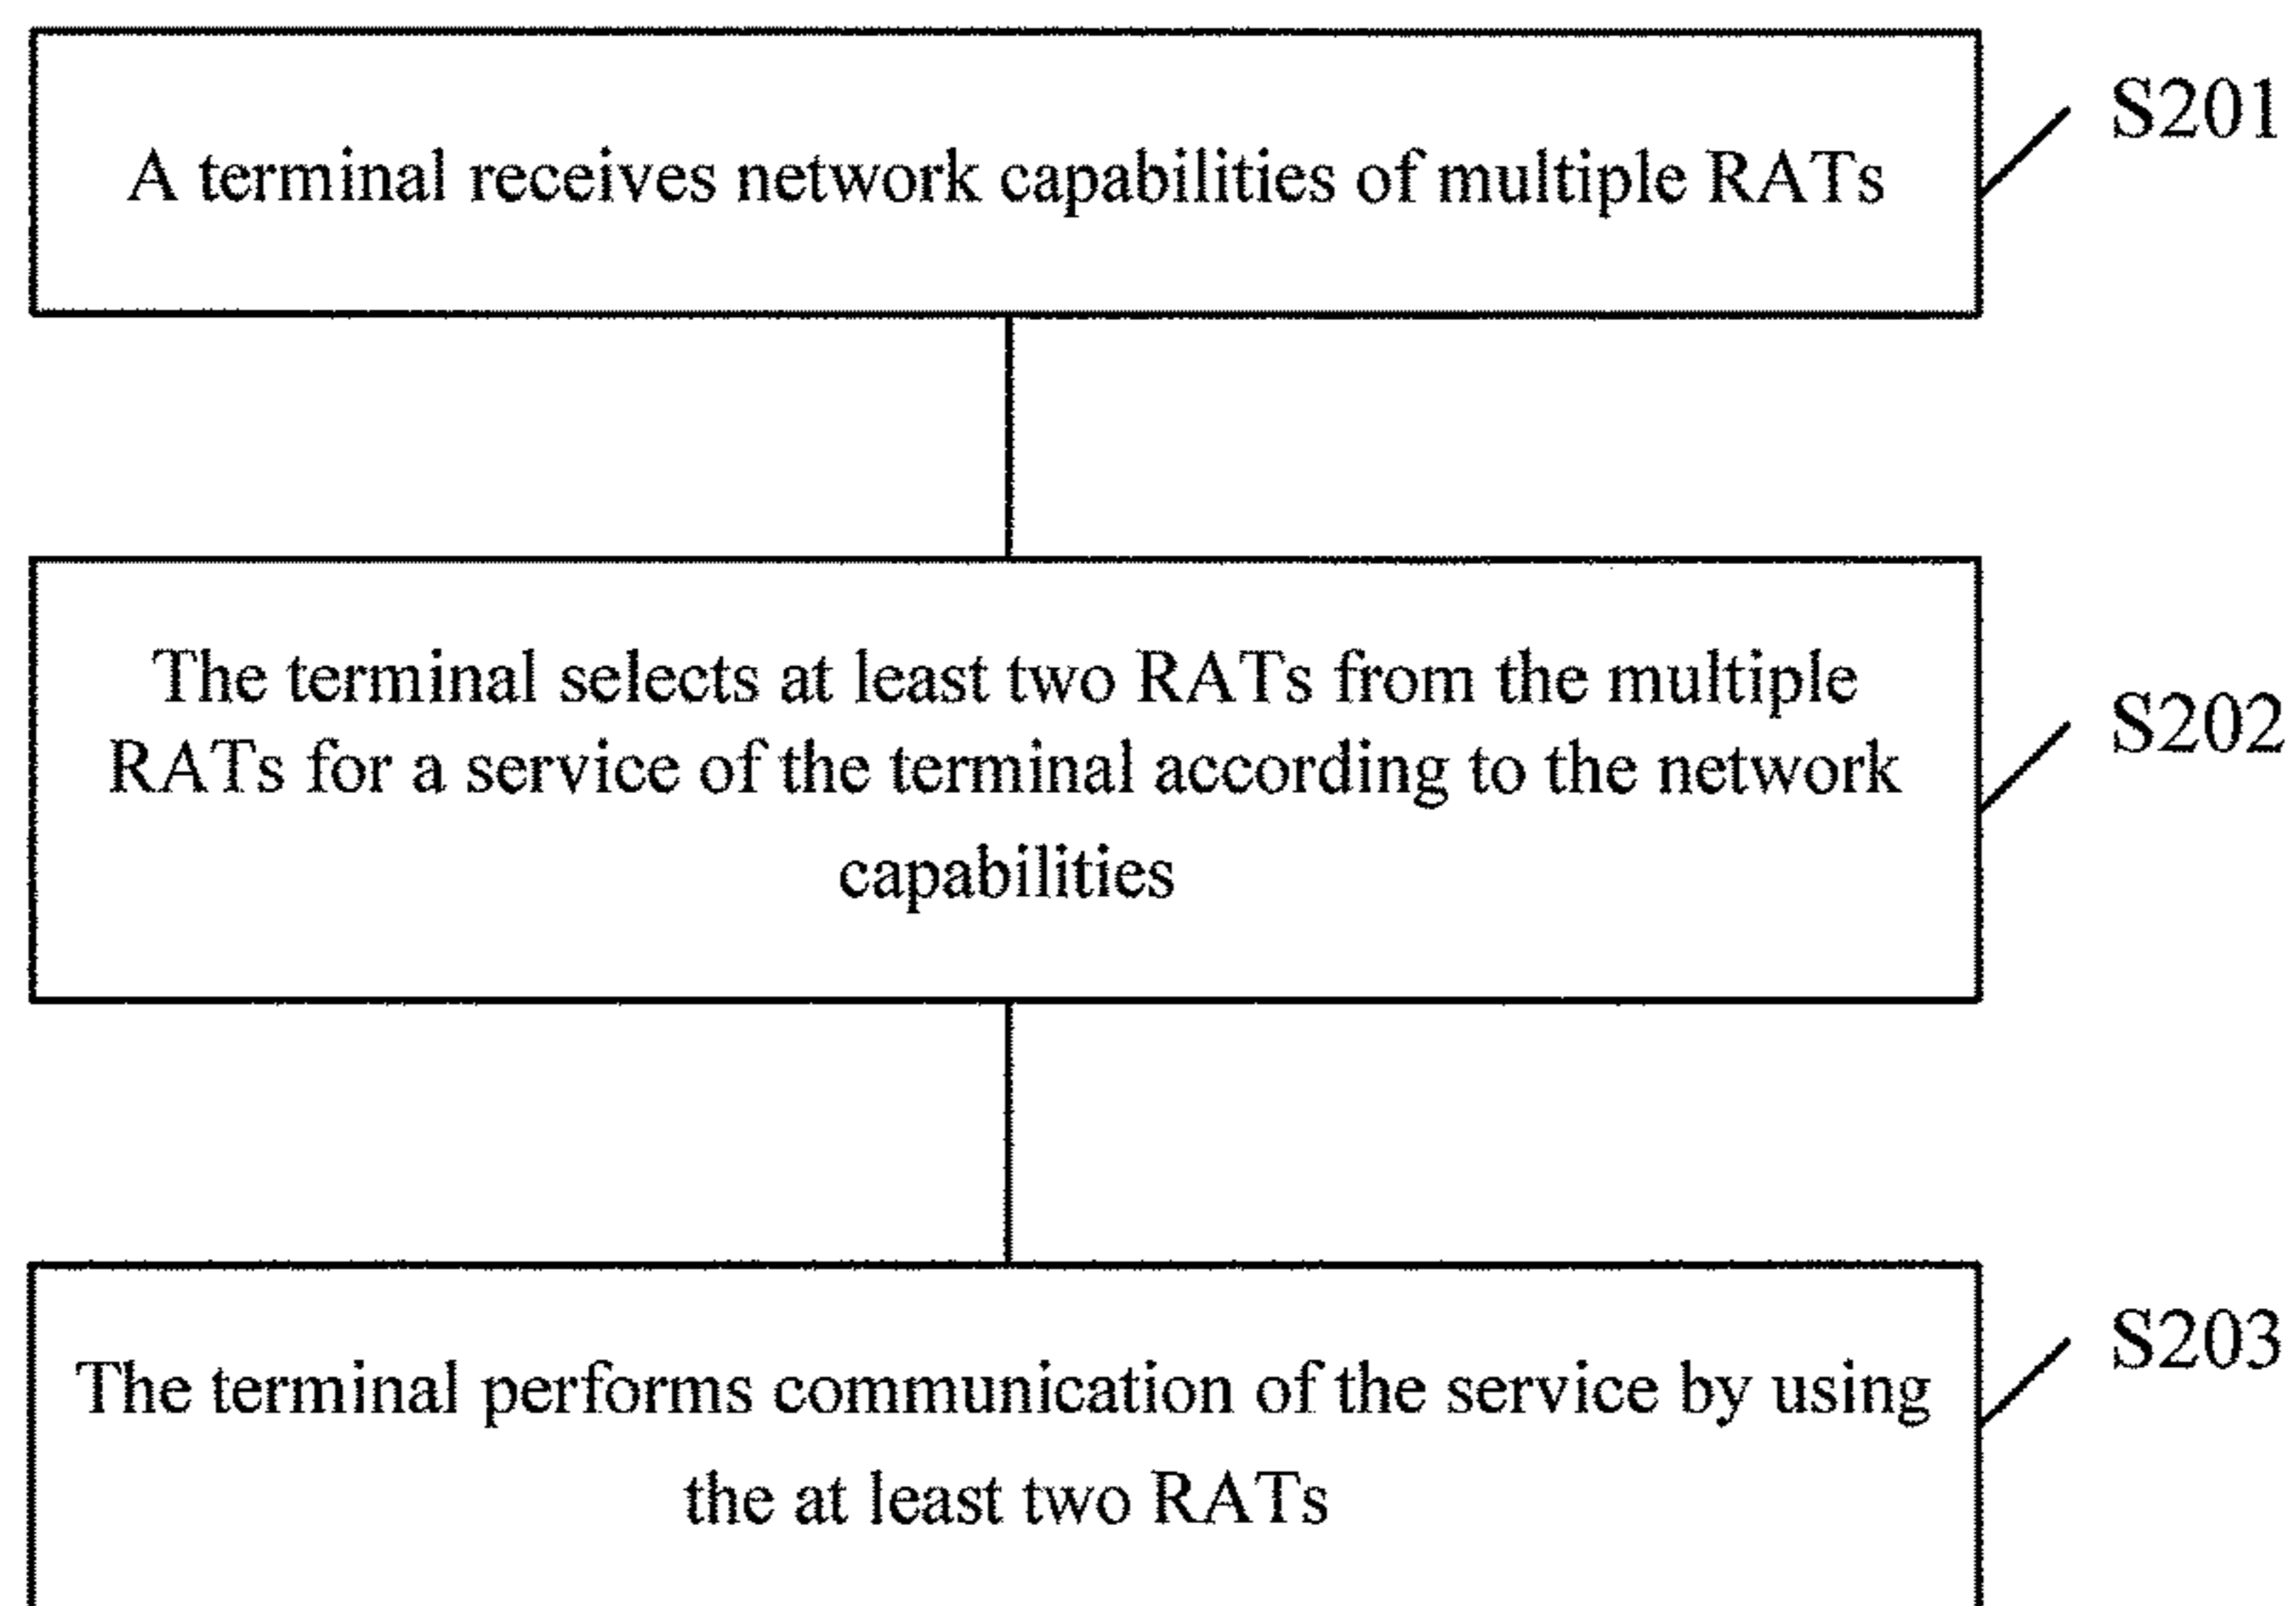 A terminal receives network capabilities of multiple RATs
S201
The terminal selects at least two RATs from the multiple
RATs for a service of the terminal according to the network
capabilities
S202
The terminal performs communication of the service by using
the at least two RATs
S203